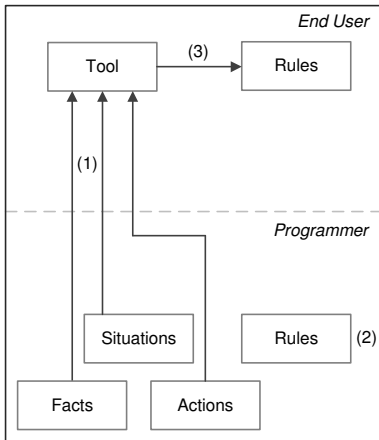 End User
Tool
(3)
Rules
(1)
Programmer
Situations
Rules
(2)
Facts
Actions